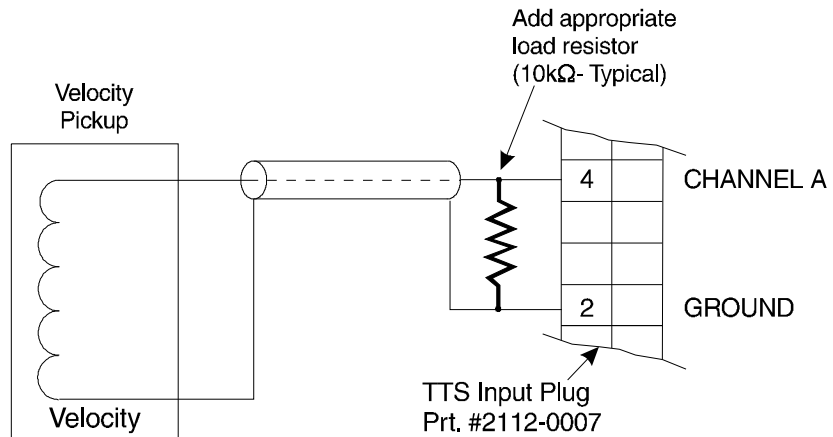 Add appropriate
load resistor
(10kΩ- Typical)
Velocity
Pickup
4
CHANNEL A
2
GROUND
TTS Input Plug
Prt. #2112-0007
Velocity